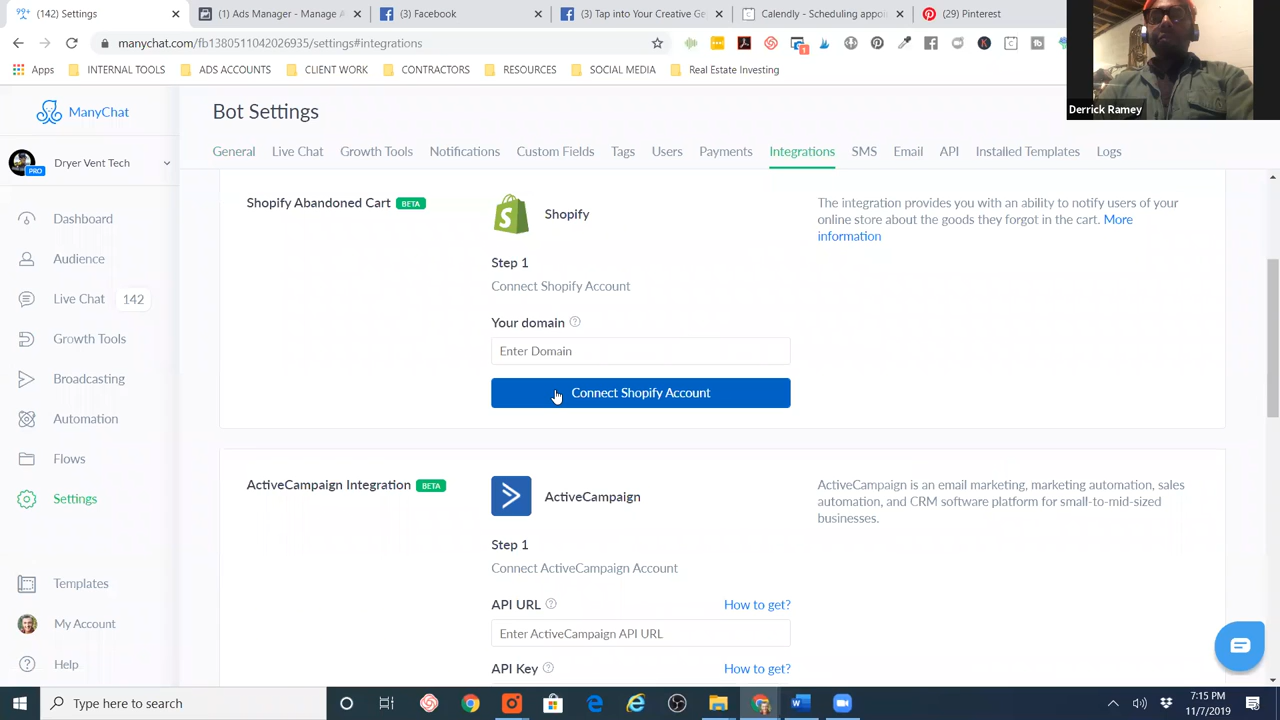 (142) Settings
(1) Ads Manager - Manage A
(3) Facebook
(3) Tap into Your Creative Ge
Calendly - Scheduling appoi
(29) Pinterest
manychat.com/fb138511042026935/settings#integrations
Apps
INTERNAL TOOLS
ADS ACCOUNTS
CLIENT WORK
CONTRACTORS
RESOURCES
SOCIAL MEDIA
Real Estate Investing
Derrick Ramey
ManyChat
Bot Settings
Dryer Vent Tech
PRO
General
Live Chat
Growth Tools
Notifications
Custom Fields
Tags
Users
Payments
Integrations
SMS
Email
API
Installed Templates
Logs
Dashboard
Audience
Live Chat
142
Growth Tools
Broadcasting
Automation
Flows
Settings
Templates
My Account
Help
Shopify Abandoned Cart BETA
Shopify
Step 1
Connect Shopify Account
Your domain
Enter Domain
Connect Shopify Account
The integration provides you with an ability to notify users of your
online store about the goods they forgot in the cart. More
information
ActiveCampaign Integration BETA
ActiveCampaign
Step 1
Connect ActiveCampaign Account
API URL
How to get?
Enter ActiveCampaign API URL
API Key
How to get?
ActiveCampaign is an email marketing, marketing automation, sales
automation, and CRM software platform for small-to-mid-sized
businesses.
Type here to search
7:15 PM
11/7/2019